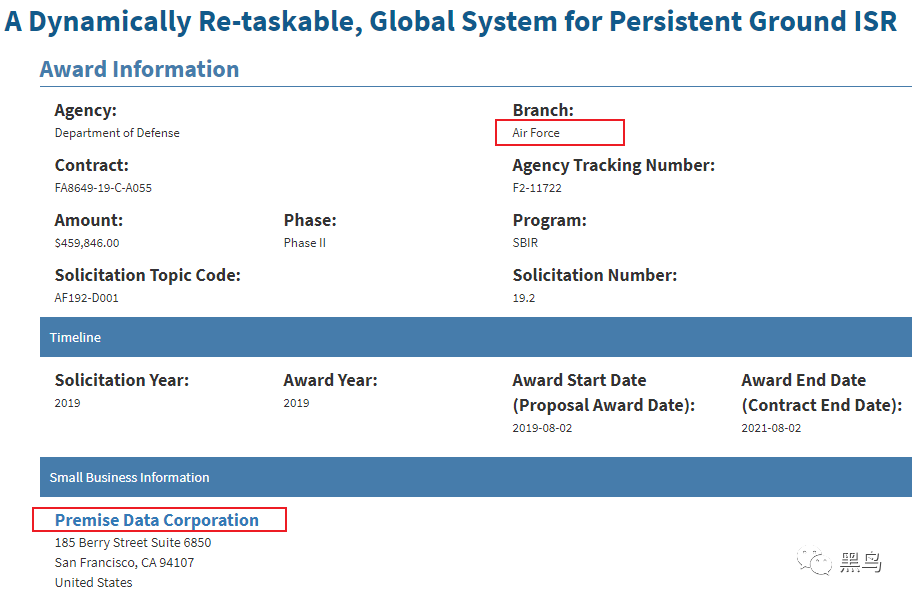 A Dynamically Re-taskable, Global System for Persistent Ground ISR
Award Information
Agency:
Department of Defense
Branch:
Air Force
Contract:
FA8649-19-C-A055
Agency Tracking Number:
F2-11722
Amount:
$459,846.00
Phase:
Phase II
Program:
SBIR
Solicitation Topic Code:
AF192-D001
Solicitation Number:
19.2
Timeline
Solicitation Year:
2019
Award Year:
2019
Award Start Date
(Proposal Award Date):
2019-08-02
Award End Date
(Contract End Date):
2021-08-02
Small Business Information
Premise Data Corporation
185 Berry Street Suite 6850
San Francisco, CA 94107
United States
黑鸟